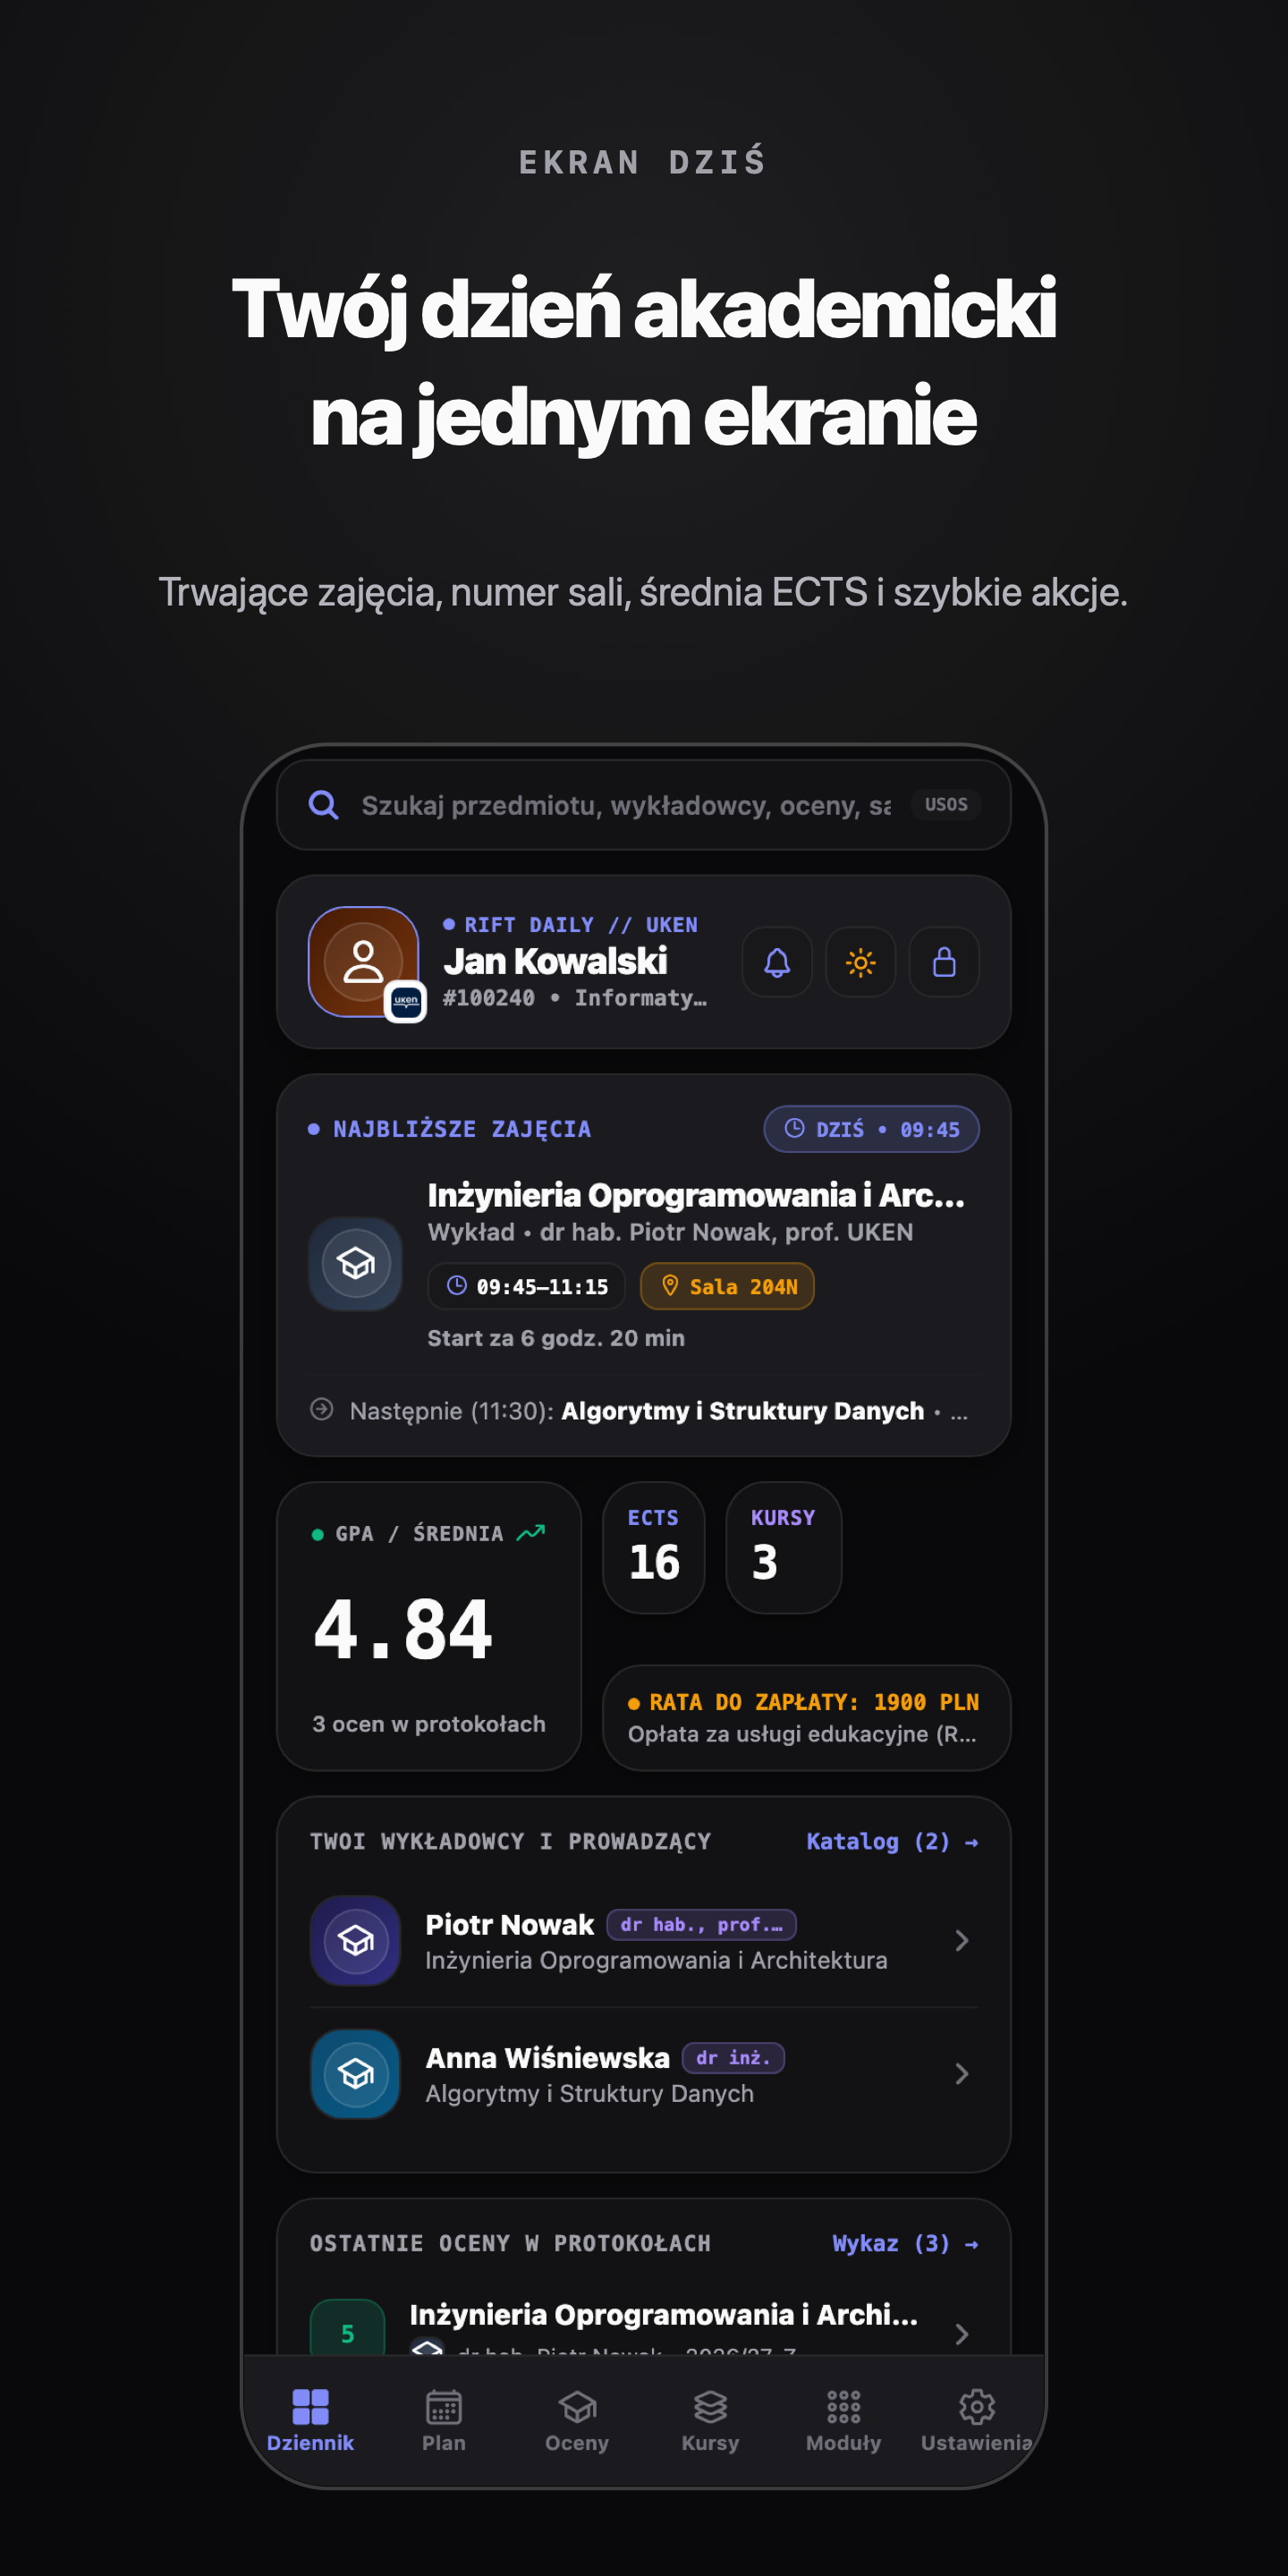 EKRAN DZIŚ
Twój dzień akademicki
na jednym ekranie
Trwające zajęcia, numer sali, średnia ECTS i szybkie akcje.
Szukaj przedmiotu, wykładowcy, oceny, sa
USOS
RIFT DAILY // UKEN
Jan Kowalski
#100240 • Informaty…
uken
NAJBLIŻSZE ZAJĘCIA
DZIŚ • 09:45
Inżynieria Oprogramowania i Arc…
Wykład • dr hab. Piotr Nowak, prof. UKEN
09:45–11:15
Sala 204N
Start za 6 godz. 20 min
Następnie (11:30): Algorytmy i Struktury Danych • …
GPA / ŚREDNIA
4.84
3 ocen w protokołach
ECTS
16
KURSY
3
RATA DO ZAPŁATY: 1900 PLN
Opłata za usługi edukacyjne (R…
TWOI WYKŁADOWCY I PROWADZĄCY
Katalog (2) →
Piotr Nowak
dr hab., prof.…
Inżynieria Oprogramowania i Architektura
Anna Wiśniewska
dr inż.
Algorytmy i Struktury Danych
OSTATNIE OCENY W PROTOKOŁACH
Wykaz (3) →
5
Inżynieria Oprogramowania i Archi…
dr hab. Piotr Nowak
Dziennik
Plan
Oceny
Kursy
Moduły
Ustawienia